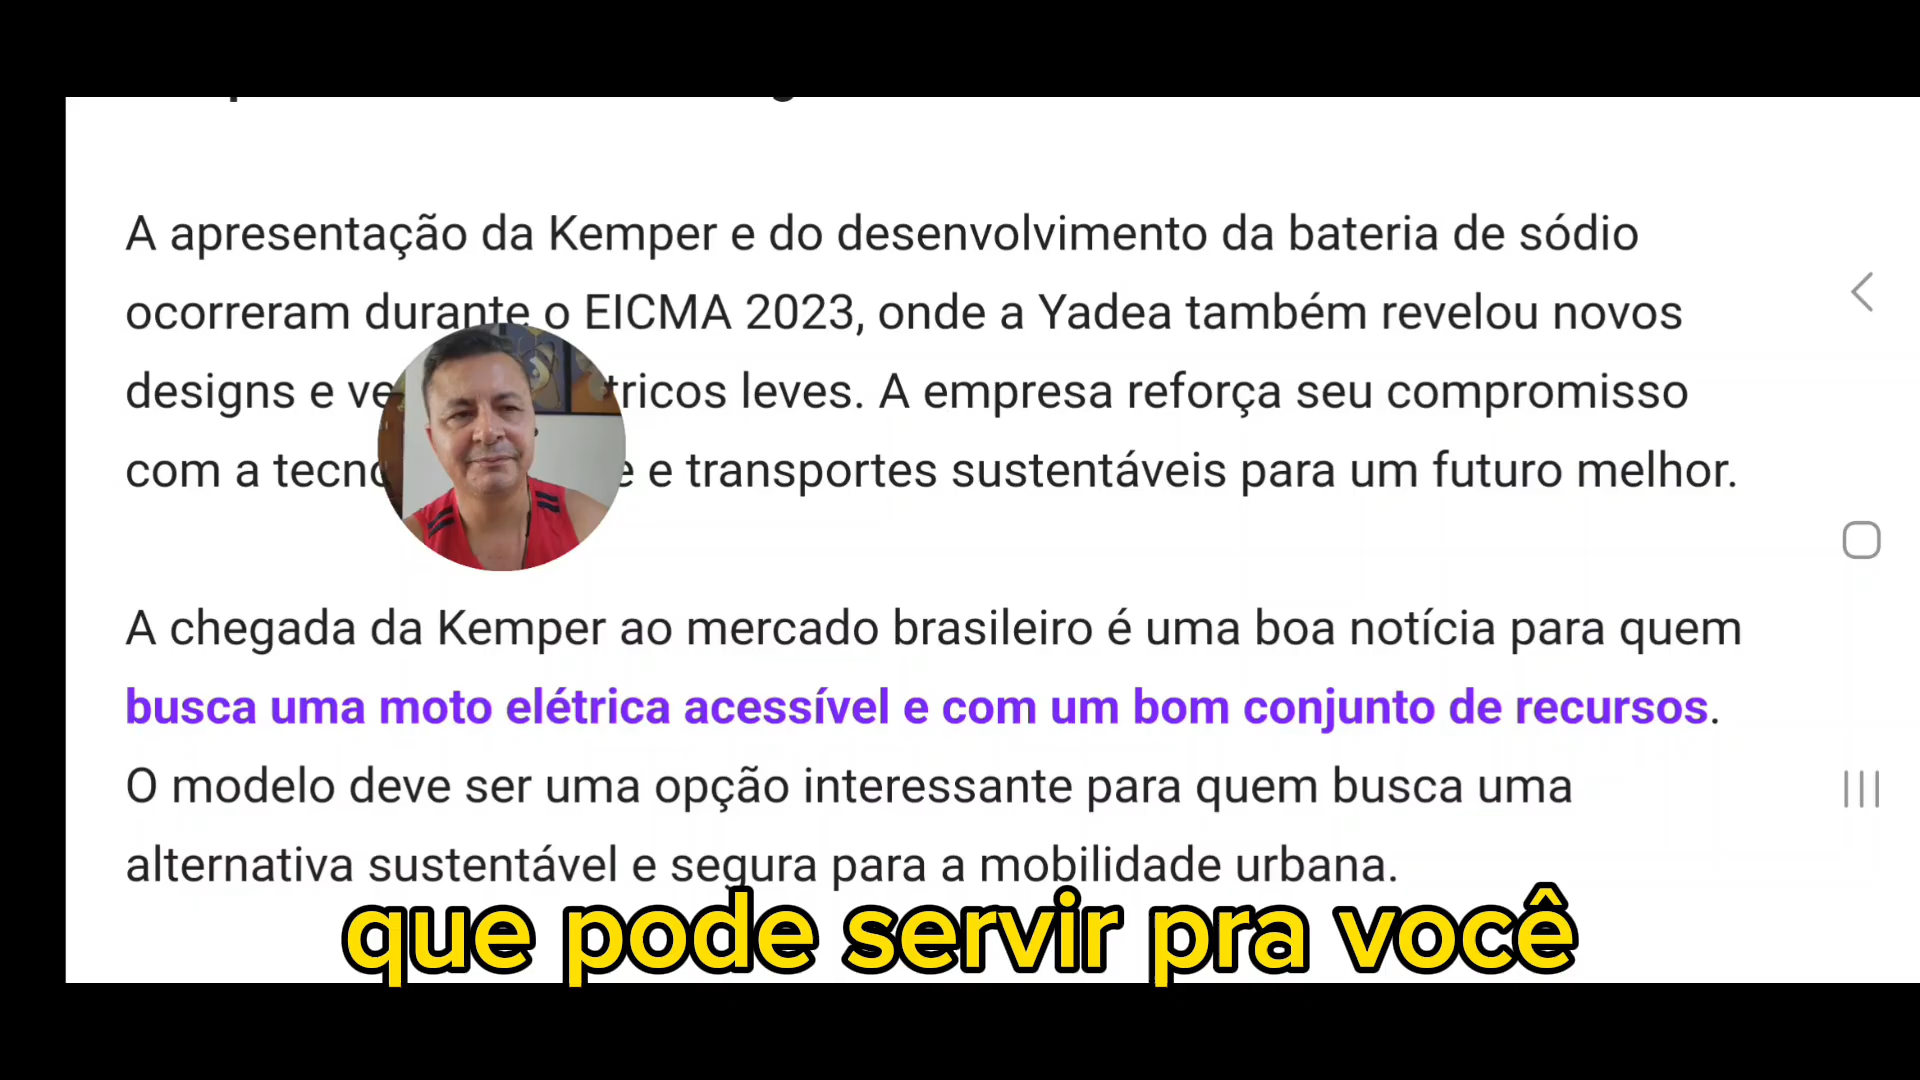 A apresentação da Kemper e do desenvolvimento da bateria de sódio
ocorreram durante o EICMA 2023, onde a Yadea também revelou novos
designs e leves. A empresa reforça seu compromisso
com a e transportes sustentáveis para um futuro melhor.
A chegada da Kemper ao mercado brasileiro é uma boa notícia para quem
busca uma moto elétrica acessível e com um bom conjunto de recursos.
O modelo deve ser uma opção interessante para quem busca uma
alternativa sustentável e segura para a mobilidade urbana.
que pode servir pra você